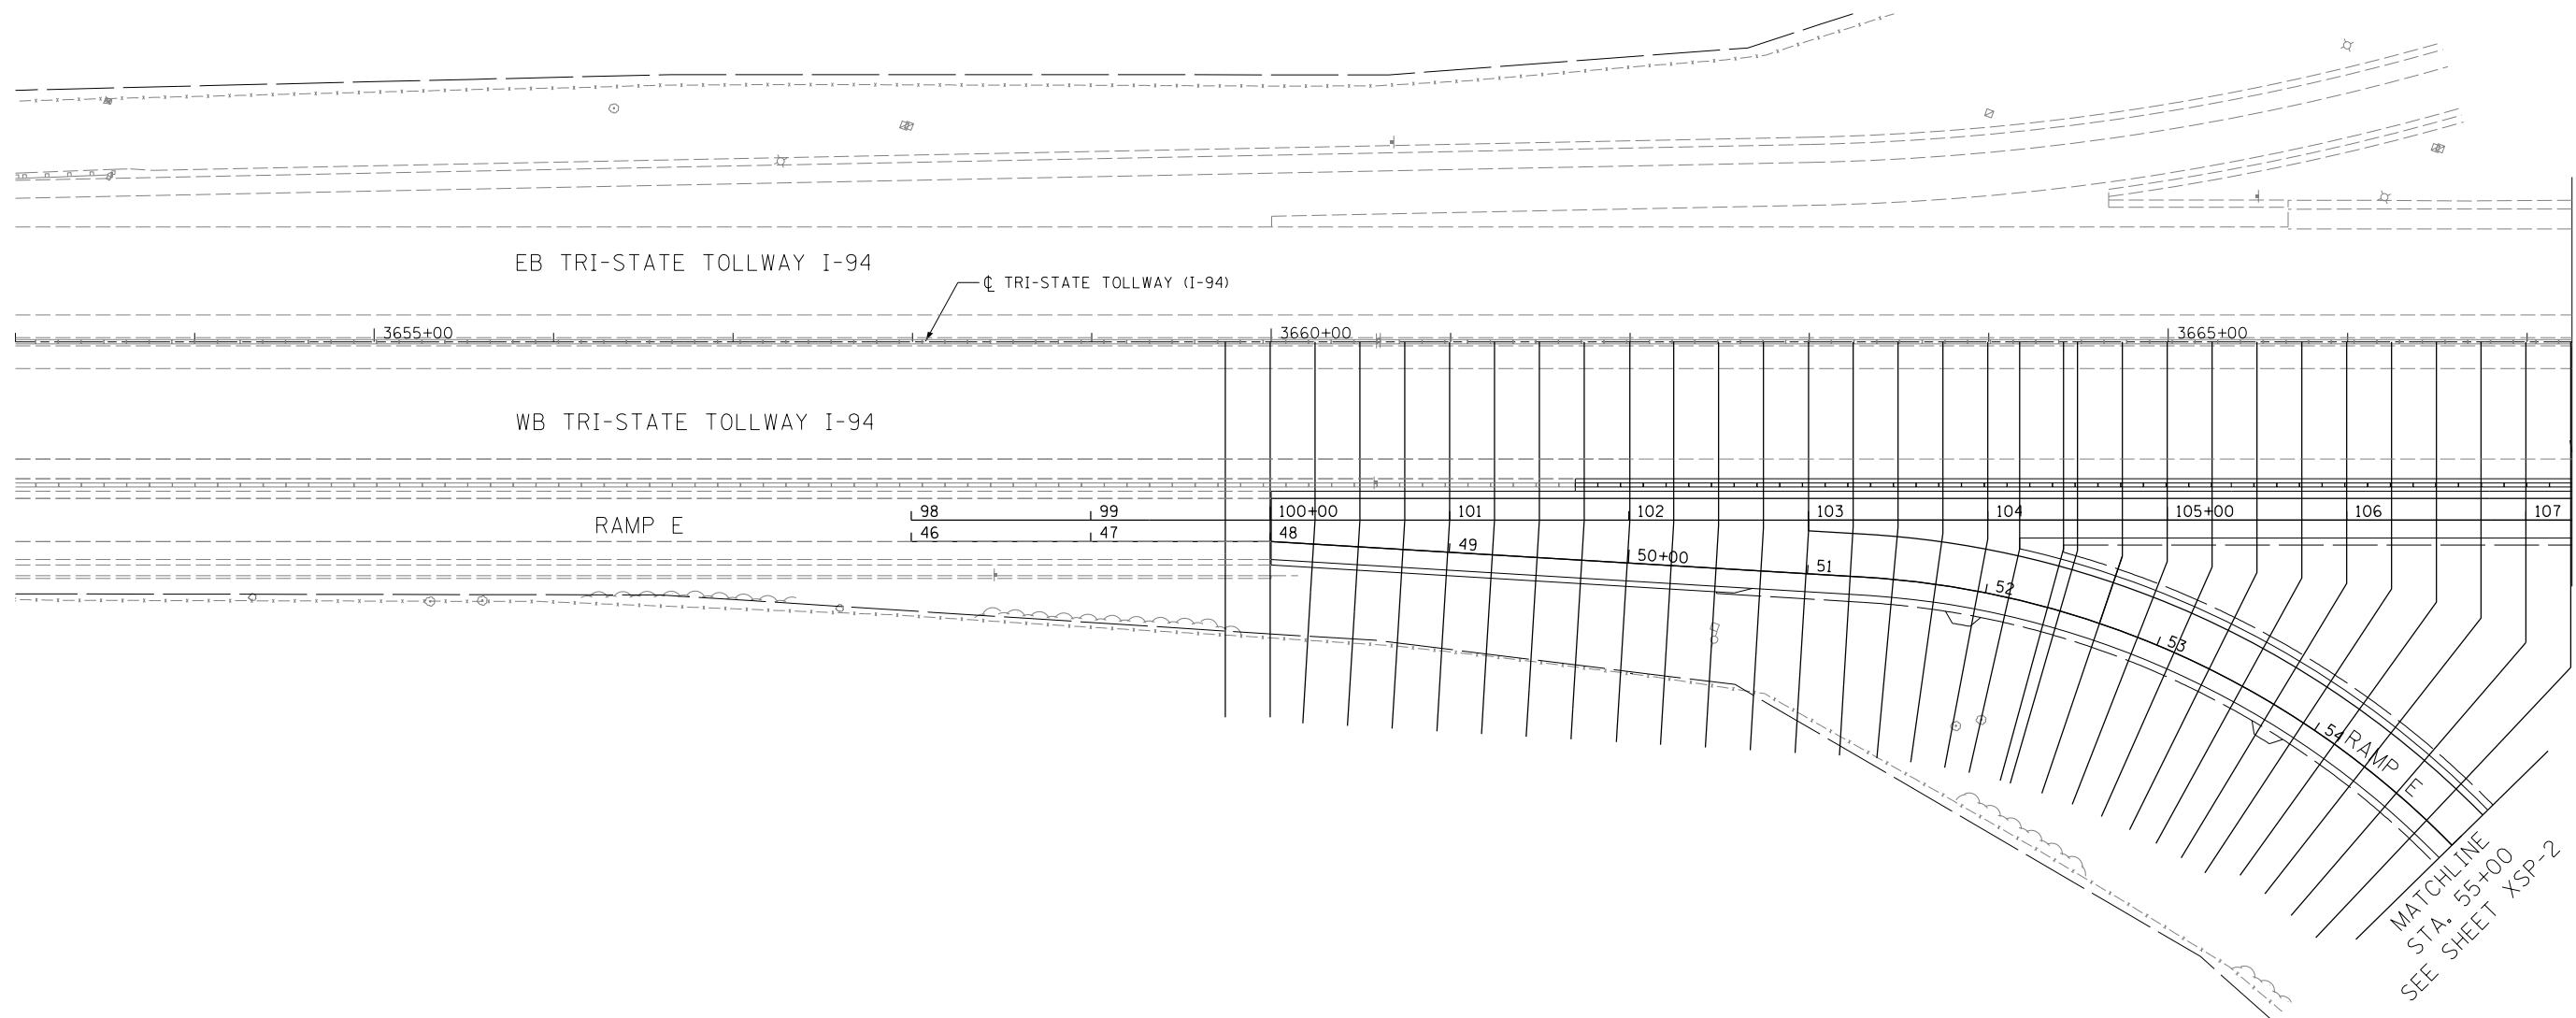 EB TRI-STATE TOLLWAY I-94
℄ TRI-STATE TOLLWAY (I-94)
3655+00 3660+00 3665+00
WB TRI-STATE TOLLWAY I-94
98 99 100+00 101 102 103 104 105+00 106 107
RAMP E
46 47 48 49 50+00 51 52 53 54
RAMP E
MATCHLINE
STA. 55+00
SEE SHEET XSP-2